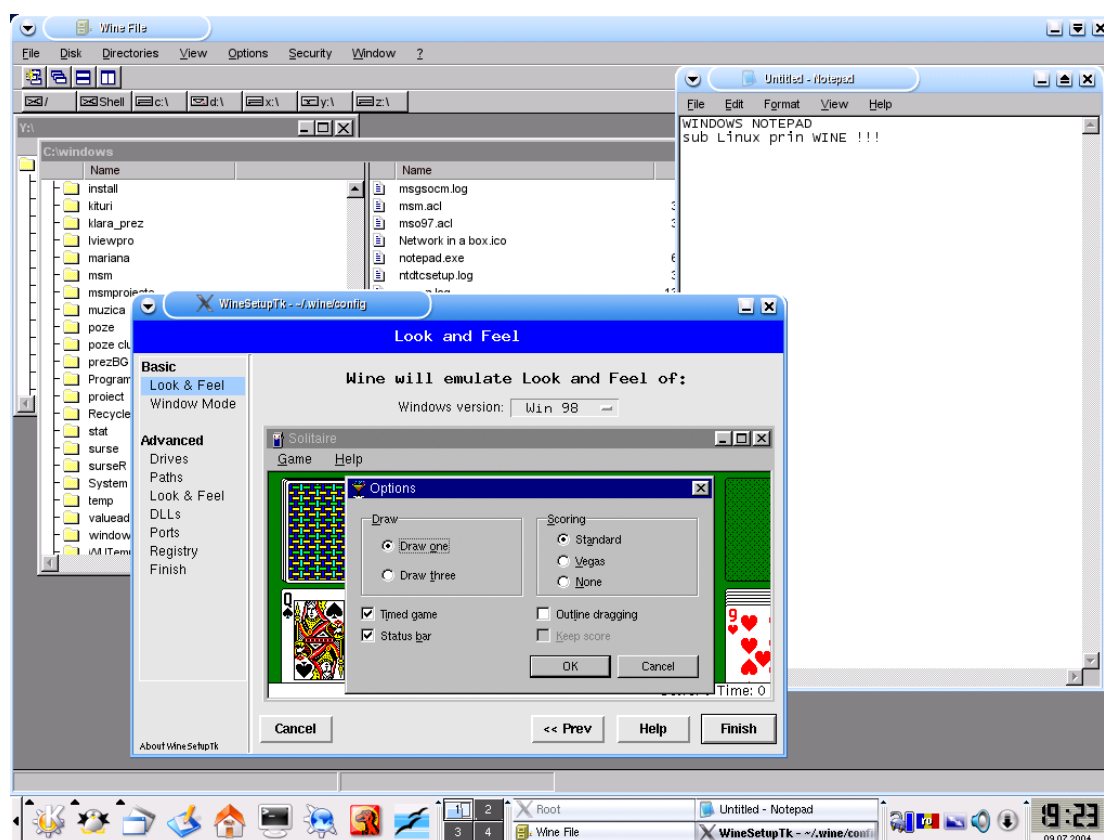 Wine File
File Disk Directories View Options Security Window ?
/ Shell c:\ d:\ x:\ y:\ z:\
Y:\
C:\windows
Name Name
install msgsocm.log
kituri msm.acl
klara_prez mso97.acl
lviewpro Network in a box.ico
mariana notepad.exe
msm ntdtcsetup.log
msmproiecte
muzica
poze
poze
prezBG
Program
proiect
Recycle
stat
surse
surseR
System
temp
valuead
window
Untitled - Notepad
File Edit Format View Help
WINDOWS NOTEPAD
sub Linux prin WINE !!!
WineSetupTk - ~/.wine/config
Look and Feel
Basic
Look & Feel
Window Mode
Advanced
Drives
Paths
Look & Feel
DLLs
Ports
Registry
Finish
About WineSetupTk
Wine will emulate Look and Feel of:
Windows version: Win 98
Solitaire
Game Help
Options
Draw
Draw one
Draw three
Scoring
Standard
Vegas
None
Timed game
Status bar
Outline dragging
Keep score
OK Cancel
Q
9
Time: 0
Cancel << Prev Help Finish
1 2
3 4
Root
Wine File
Untitled - Notepad
WineSetupTk - ~/.wine/confi
19:23
09.07.2004